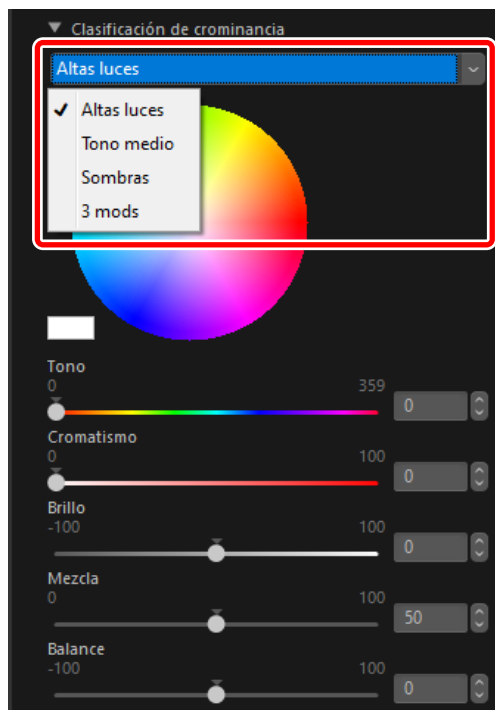 Clasificación de crominancia
Altas luces
Altas luces
Tono medio
Sombras
3 mods
Tono
0 359
0
Cromatismo
0 100
0
Brillo
-100 100
0
Mezcla
0 100
50
Balance
-100 100
0